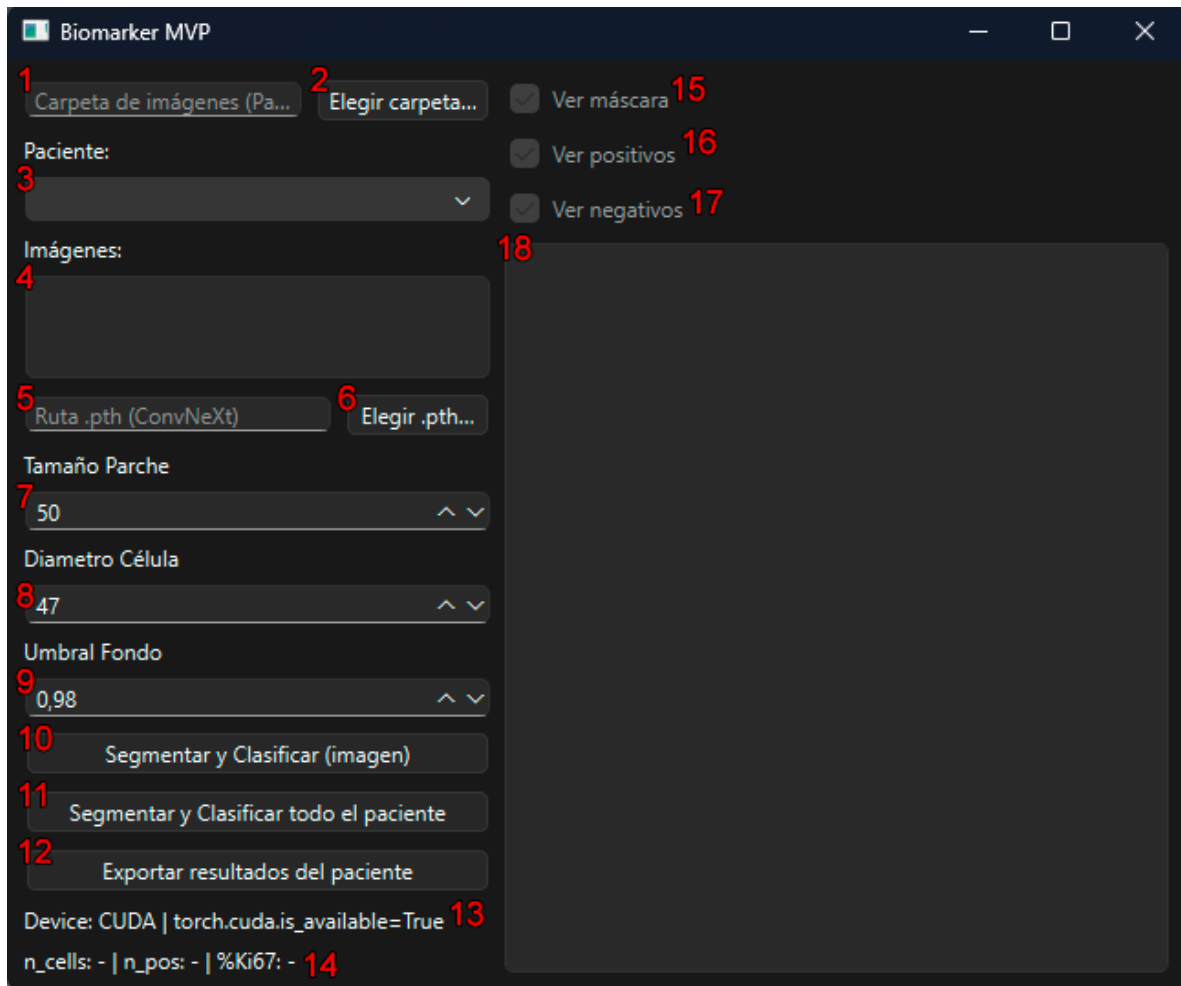 Biomarker MVP
1
Carpeta de imágenes (Pa...
2
Elegir carpeta...
Paciente:
3
Imágenes:
4
5
Ruta .pth (ConvNeXt)
6
Elegir .pth...
Tamaño Parche
7
50
Diametro Célula
8
47
Umbral Fondo
9
0,98
10
Segmentar y Clasificar (imagen)
11
Segmentar y Clasificar todo el paciente
12
Exportar resultados del paciente
Device: CUDA | torch.cuda.is_available=True 13
n_cells: - | n_pos: - | %Ki67: - 14
Ver máscara 15
Ver positivos 16
Ver negativos 17
18